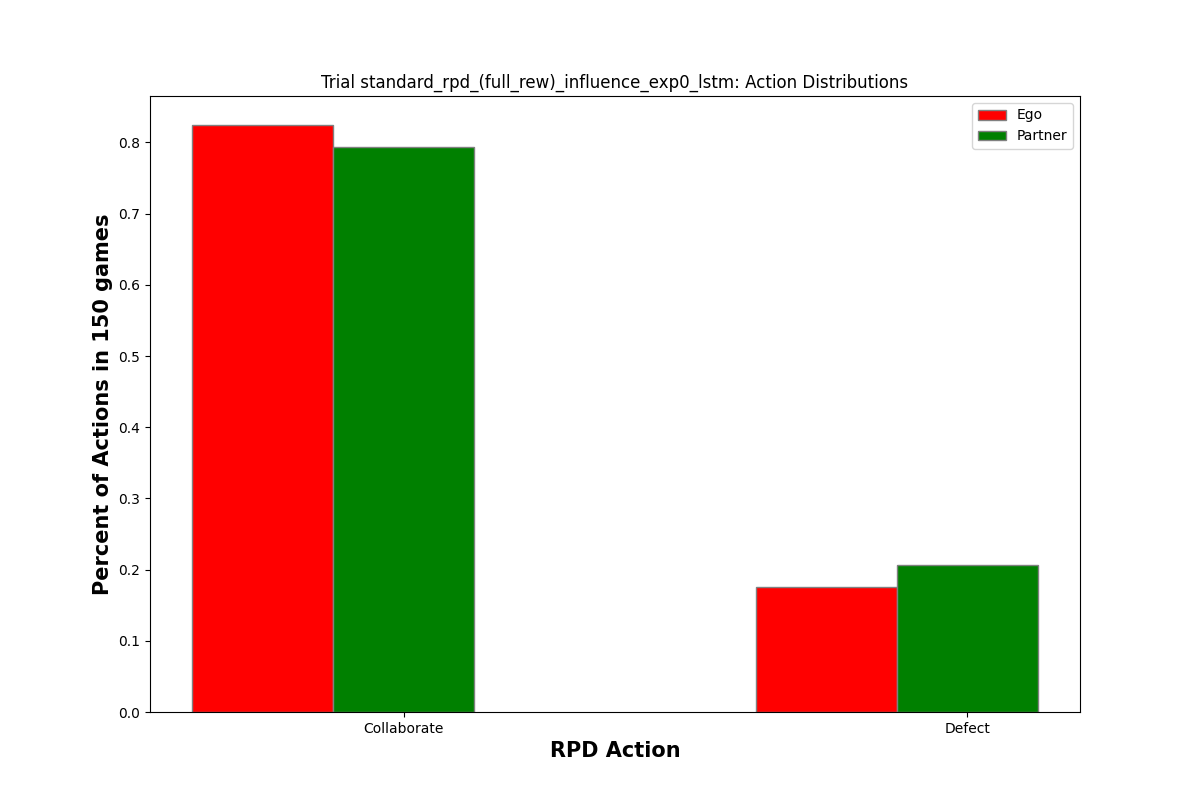 Trial standard_rpd_(full_rew)_influence_exp0_lstm: Action Distributions
Ego
Partner
Percent of Actions in 150 games
0.8
0.7
0.6
0.5
0.4
0.3
0.2
0.1
0.0
Collaborate
Defect
RPD Action